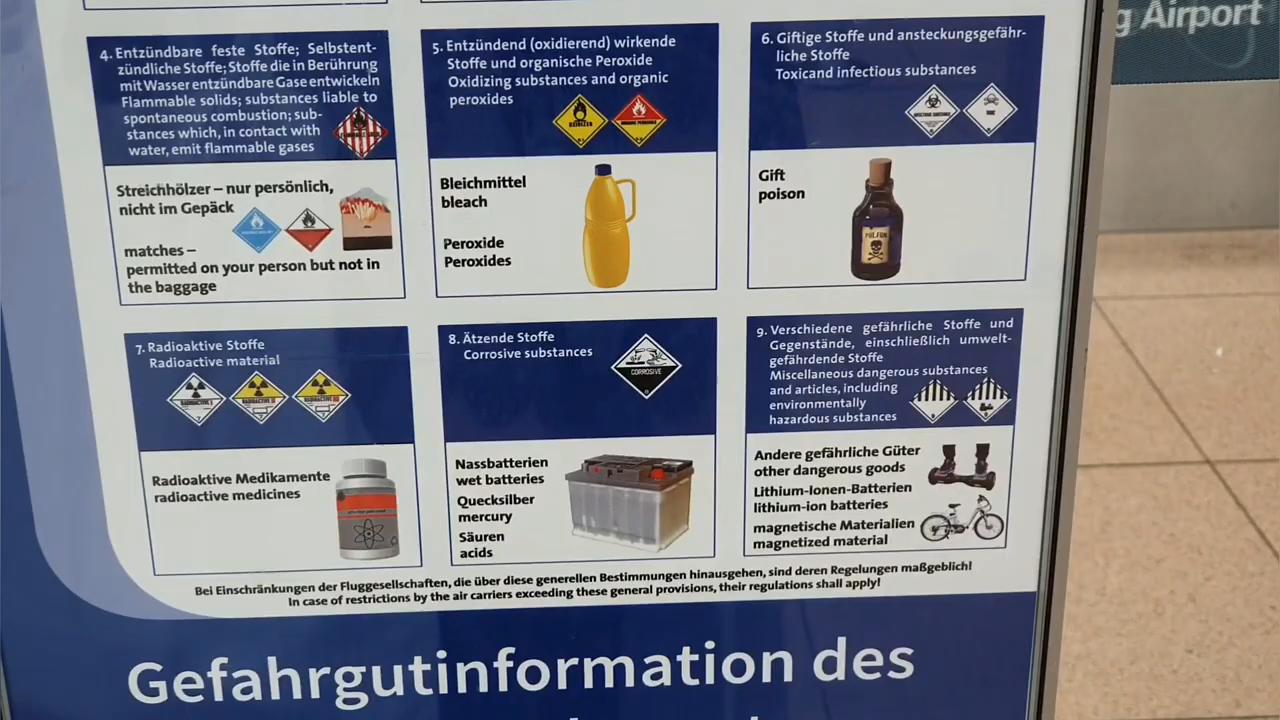 g Airport
4. Entzündbare feste Stoffe; Selbstent-
zündliche Stoffe; Stoffe die in Berührung
mit Wasser entzündbare Gase entwickeln
Flammable solids; substances liable to
spontaneous combustion; sub-
stances which, in contact with
water, emit flammable gases
Streichhölzer – nur persönlich,
nicht im Gepäck
matches –
permitted on your person but not in
the baggage
5. Entzündend (oxidierend) wirkende
Stoffe und organische Peroxide
Oxidizing substances and organic
peroxides
OXIDIZER
ORGANIC PEROXIDE
Bleichmittel
bleach
Peroxide
Peroxides
6. Giftige Stoffe und ansteckungsgefähr-
liche Stoffe
Toxicand infectious substances
Gift
poison
7. Radioaktive Stoffe
Radioactive material
RADIOACTIVE I
RADIOACTIVE II
RADIOACTIVE III
Radioaktive Medikamente
radioactive medicines
8. Ätzende Stoffe
Corrosive substances
CORROSIVE
Nassbatterien
wet batteries
Quecksilber
mercury
Säuren
acids
9. Verschiedene gefährliche Stoffe und
Gegenstände, einschließlich umwelt-
gefährdende Stoffe
Miscellaneous dangerous substances
and articles, including
environmentally
hazardous substances
Andere gefährliche Güter
other dangerous goods
Lithium-Ionen-Batterien
lithium-ion batteries
magnetische Materialien
magnetized material
Bei Einschränkungen der Fluggesellschaften, die über diese generellen Bestimmungen hinausgehen, sind deren Regelungen maßgeblich!
In case of restrictions by the air carriers exceeding these general provisions, their regulations shall apply!
Gefahrgutinformation des